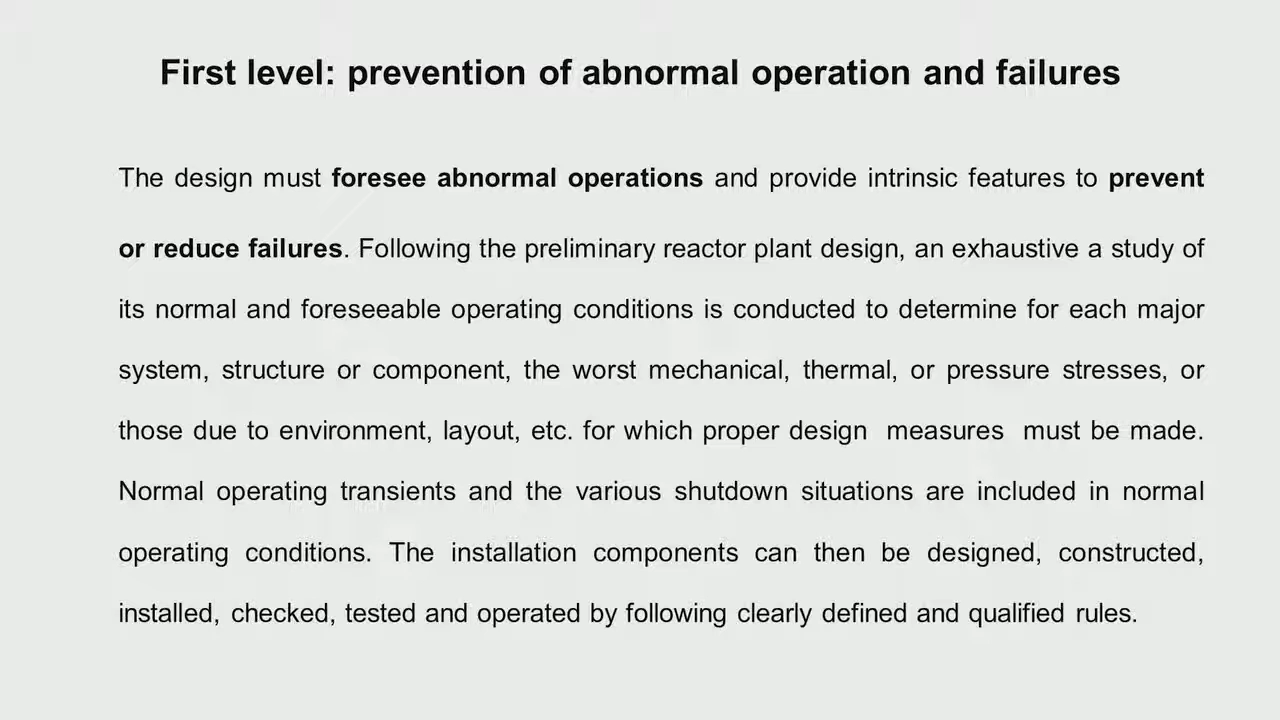 First level: prevention of abnormal operation and failures
The design must foresee abnormal operations and provide intrinsic features to prevent
or reduce failures. Following the preliminary reactor plant design, an exhaustive a study of
its normal and foreseeable operating conditions is conducted to determine for each major
system, structure or component, the worst mechanical, thermal, or pressure stresses, or
those due to environment, layout, etc. for which proper design measures must be made.
Normal operating transients and the various shutdown situations are included in normal
operating conditions. The installation components can then be designed, constructed,
installed, checked, tested and operated by following clearly defined and qualified rules.